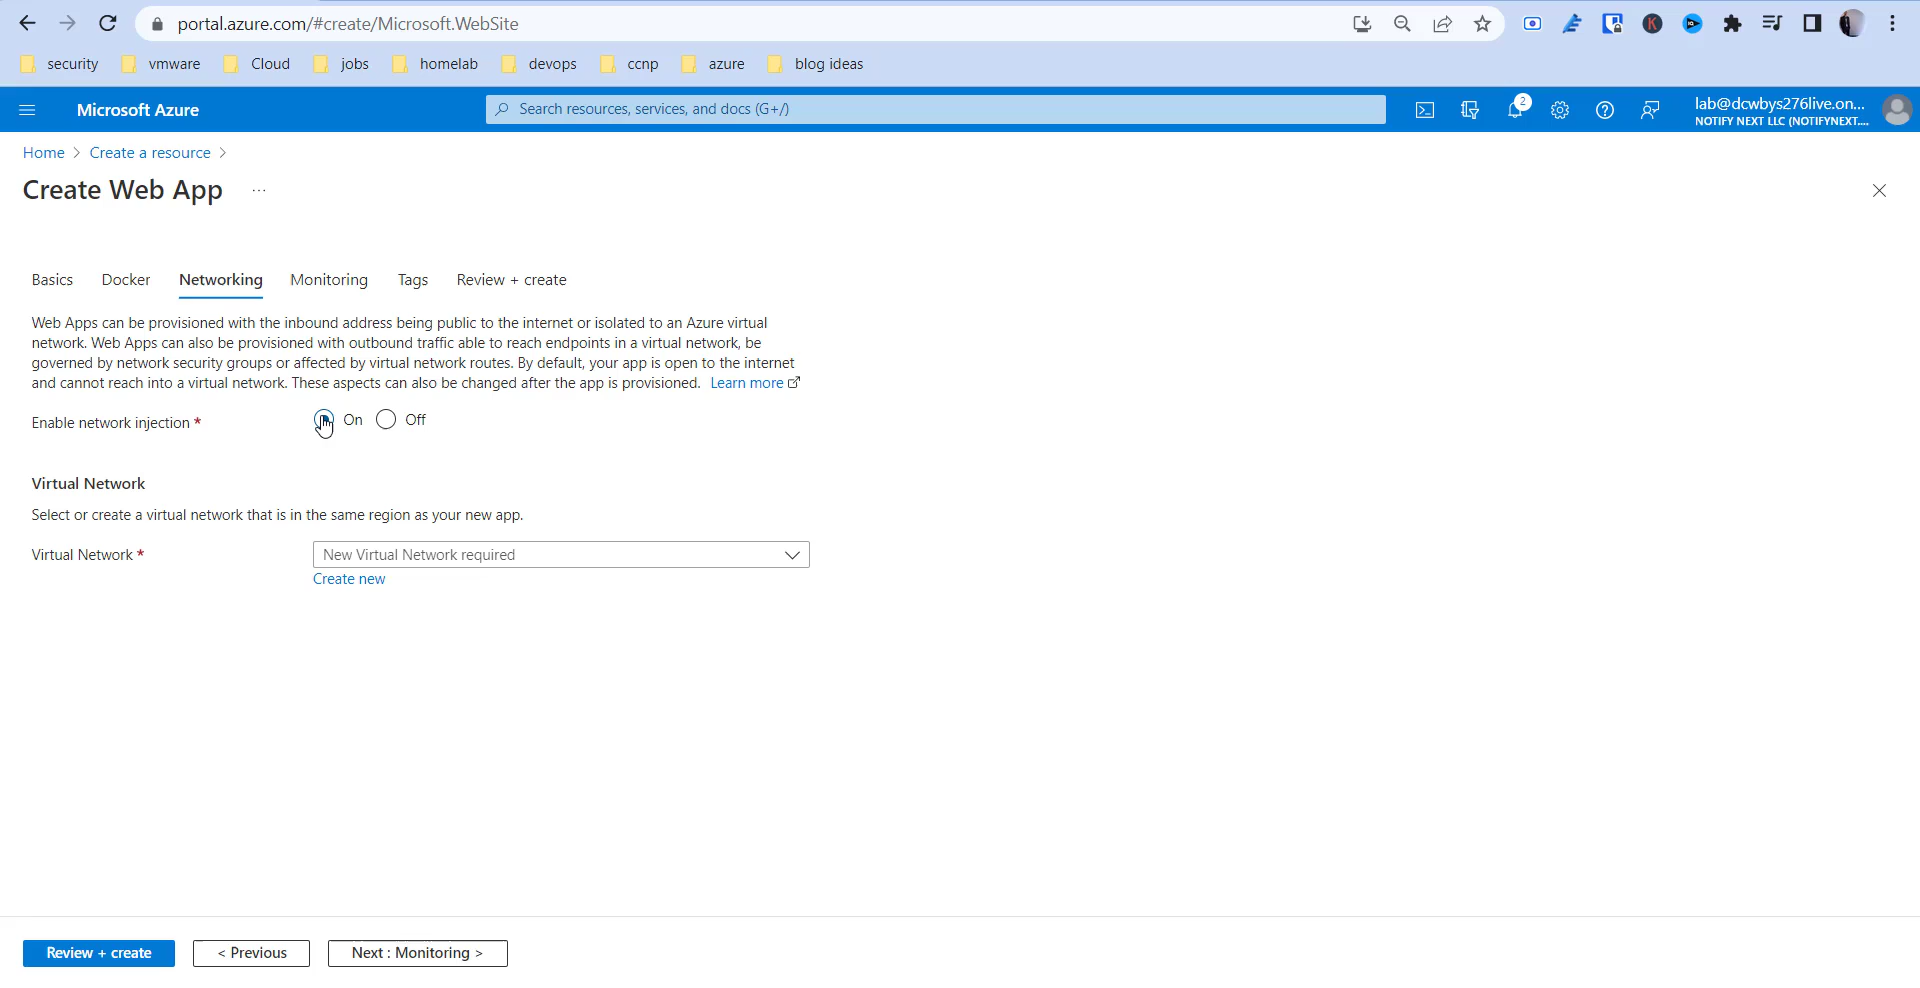 portal.azure.com/#create/Microsoft.WebSite
security vmware Cloud jobs homelab devops ccnp azure blog ideas
Microsoft Azure
Search resources, services, and docs (G+/)
2
lab@dcwbys276live.on...
NOTIFY NEXT LLC (NOTIFYNEXT....
Home > Create a resource >
Create Web App ...
Basics Docker Networking Monitoring Tags Review + create
Web Apps can be provisioned with the inbound address being public to the internet or isolated to an Azure virtual
network. Web Apps can also be provisioned with outbound traffic able to reach endpoints in a virtual network, be
governed by network security groups or affected by virtual network routes. By default, your app is open to the internet
and cannot reach into a virtual network. These aspects can also be changed after the app is provisioned. Learn more
Enable network injection * On Off
Virtual Network
Select or create a virtual network that is in the same region as your new app.
Virtual Network * New Virtual Network required
Create new
Review + create < Previous Next : Monitoring >